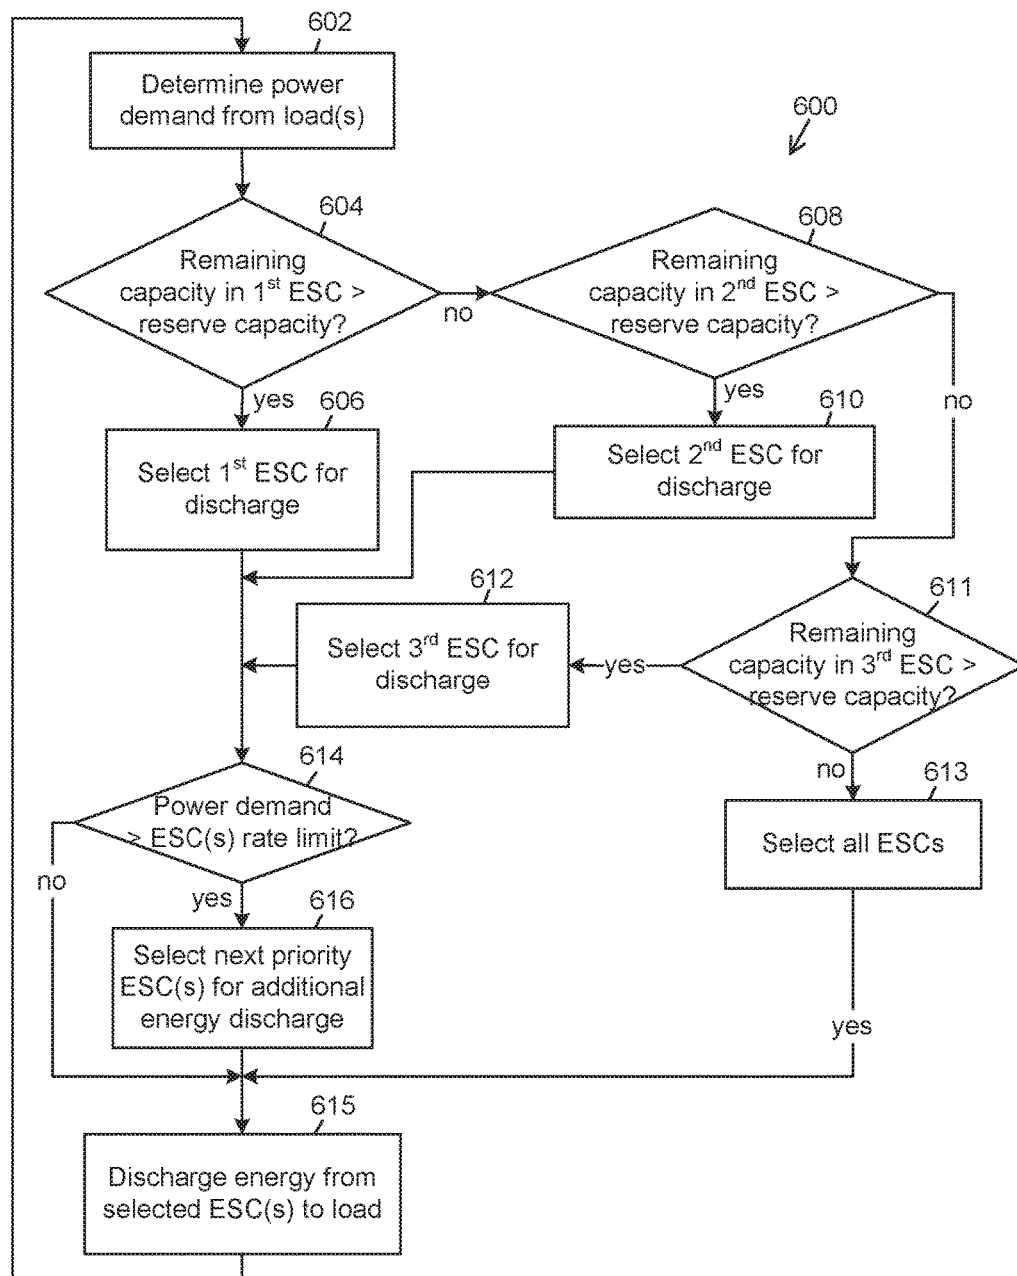 602
Determine power
demand from load(s)
600
604
Remaining
capacity in 1st ESC >
reserve capacity?
no
yes
608
Remaining
capacity in 2nd ESC >
reserve capacity?
yes
no
606
Select 1st ESC for
discharge
610
Select 2nd ESC for
discharge
611
Remaining
capacity in 3rd ESC >
reserve capacity?
yes
no
612
Select 3rd ESC for
discharge
613
Select all ESCs
yes
614
Power demand
> ESC(s) rate limit?
no
yes
616
Select next priority
ESC(s) for additional
energy discharge
615
Discharge energy from
selected ESC(s) to load